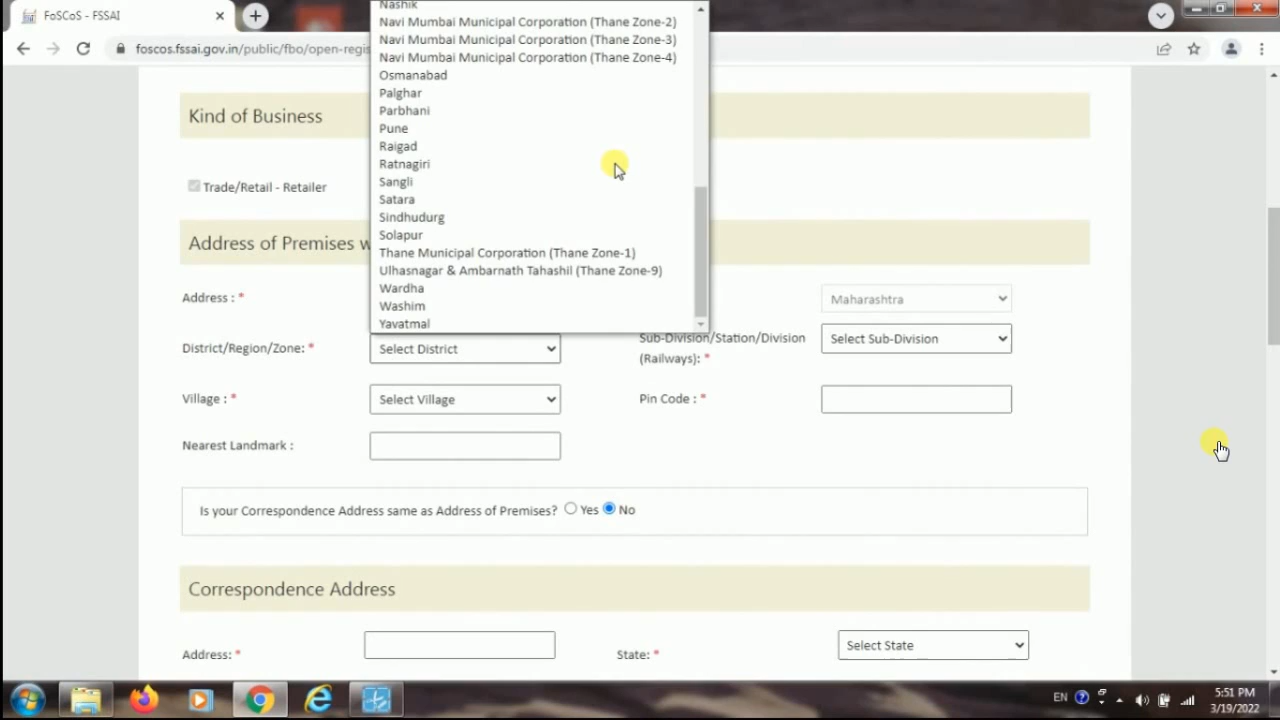 FoSCoS - FSSAI
foscos.fssai.gov.in/public/fbo/open-regis
Nashik
Navi Mumbai Municipal Corporation (Thane Zone-2)
Navi Mumbai Municipal Corporation (Thane Zone-3)
Navi Mumbai Municipal Corporation (Thane Zone-4)
Osmanabad
Palghar
Parbhani
Pune
Raigad
Ratnagiri
Sangli
Satara
Sindhudurg
Solapur
Thane Municipal Corporation (Thane Zone-1)
Ulhasnagar & Ambarnath Tahashil (Thane Zone-9)
Wardha
Washim
Yavatmal
Kind of Business
Trade/Retail - Retailer
Address of Premises w
Address : *
Maharashtra
District/Region/Zone: *
Select District
Sub-Division/Station/Division
(Railways): *
Select Sub-Division
Village : *
Select Village
Pin Code : *
Nearest Landmark :
Is your Correspondence Address same as Address of Premises? Yes No
Correspondence Address
Address: *
State: *
Select State
EN
5:51 PM
3/19/2022